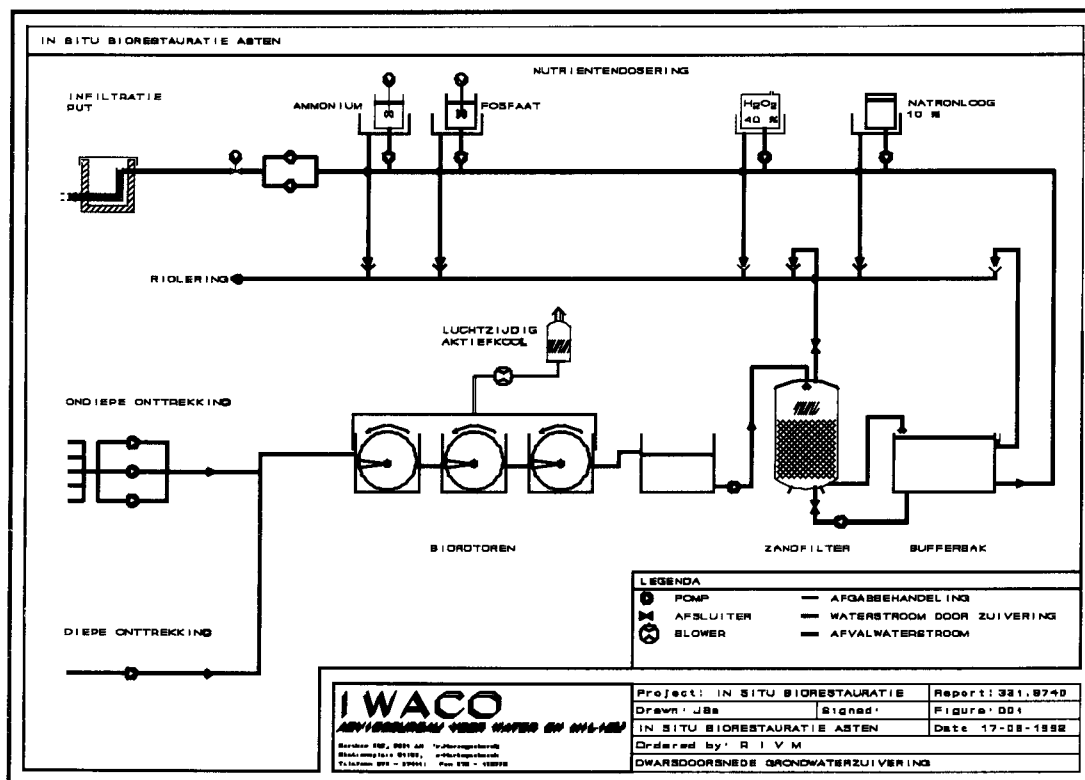 IN SITU BIORESTAURATIE ASTEN
NUTRIENTENDOSERING
INFILTRATIE
PUT
AMMONIUM
FOSFAAT
H2O2
40 %
NATRONLOOG
10 %
RIOLERING
LUCHTZIJDIG
AKTIEFKOOL
ONDIEPE ONTTREKKING
BIOROTOREN
ZANDFILTER
BUFFERBAK
DIEPE ONTTREKKING
LEGENDA
POMP
AFGASBEHANDELING
AFSLUITER
WATERSTROOM DOOR ZUIVERING
BLOWER
AFVALWATERSTROOM
IWACO
ADVIESBUREAU VOOR WATER EN MILIEU
Project: IN SITU BIORESTAURATIE
Report: 331.8740
Drawn: JBa
Signed:
Figure: 001
IN SITU BIORESTAURATIE ASTEN
Date 17-08-1992
Ordered by: R I V M
DWARSDOORSNEDE GRONDWATERZUIVERING